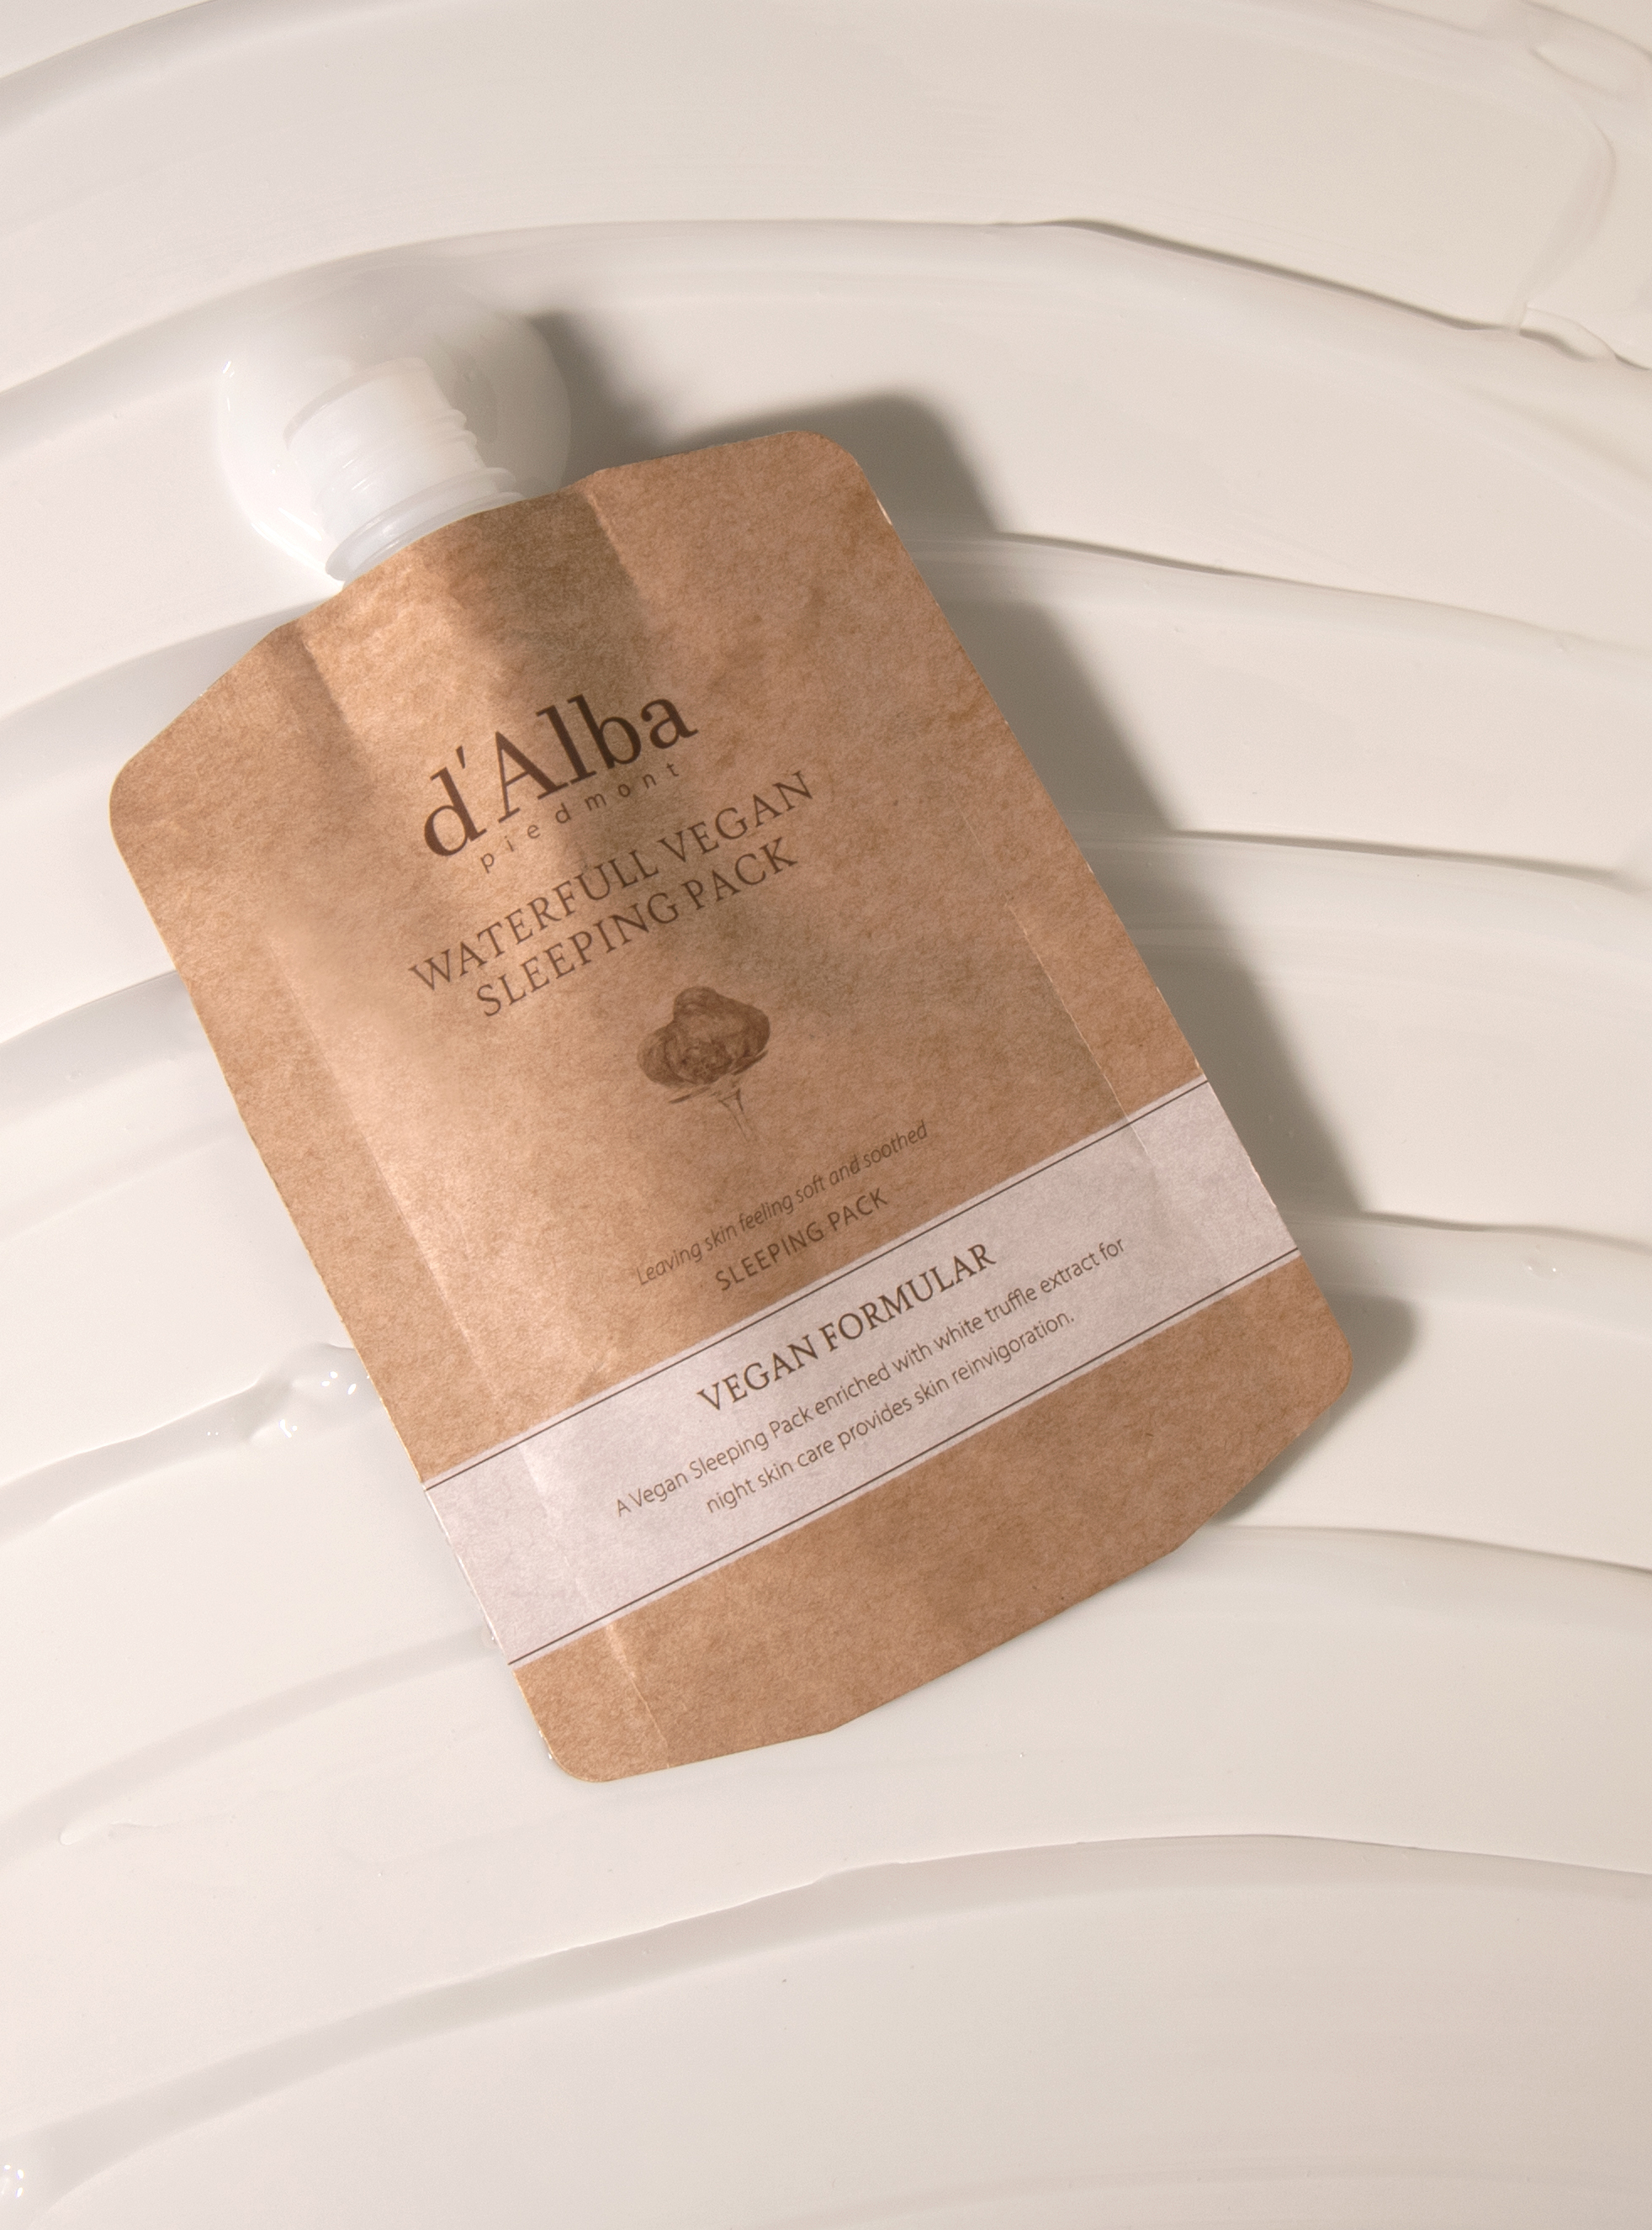 d'Alba
piedmont
WATERFULL VEGAN
SLEEPING PACK
Leaving skin feeling soft and soothed
SLEEPING PACK
VEGAN FORMULAR
A Vegan Sleeping Pack enriched with white truffle extract for
night skin care provides skin reinvigoration.